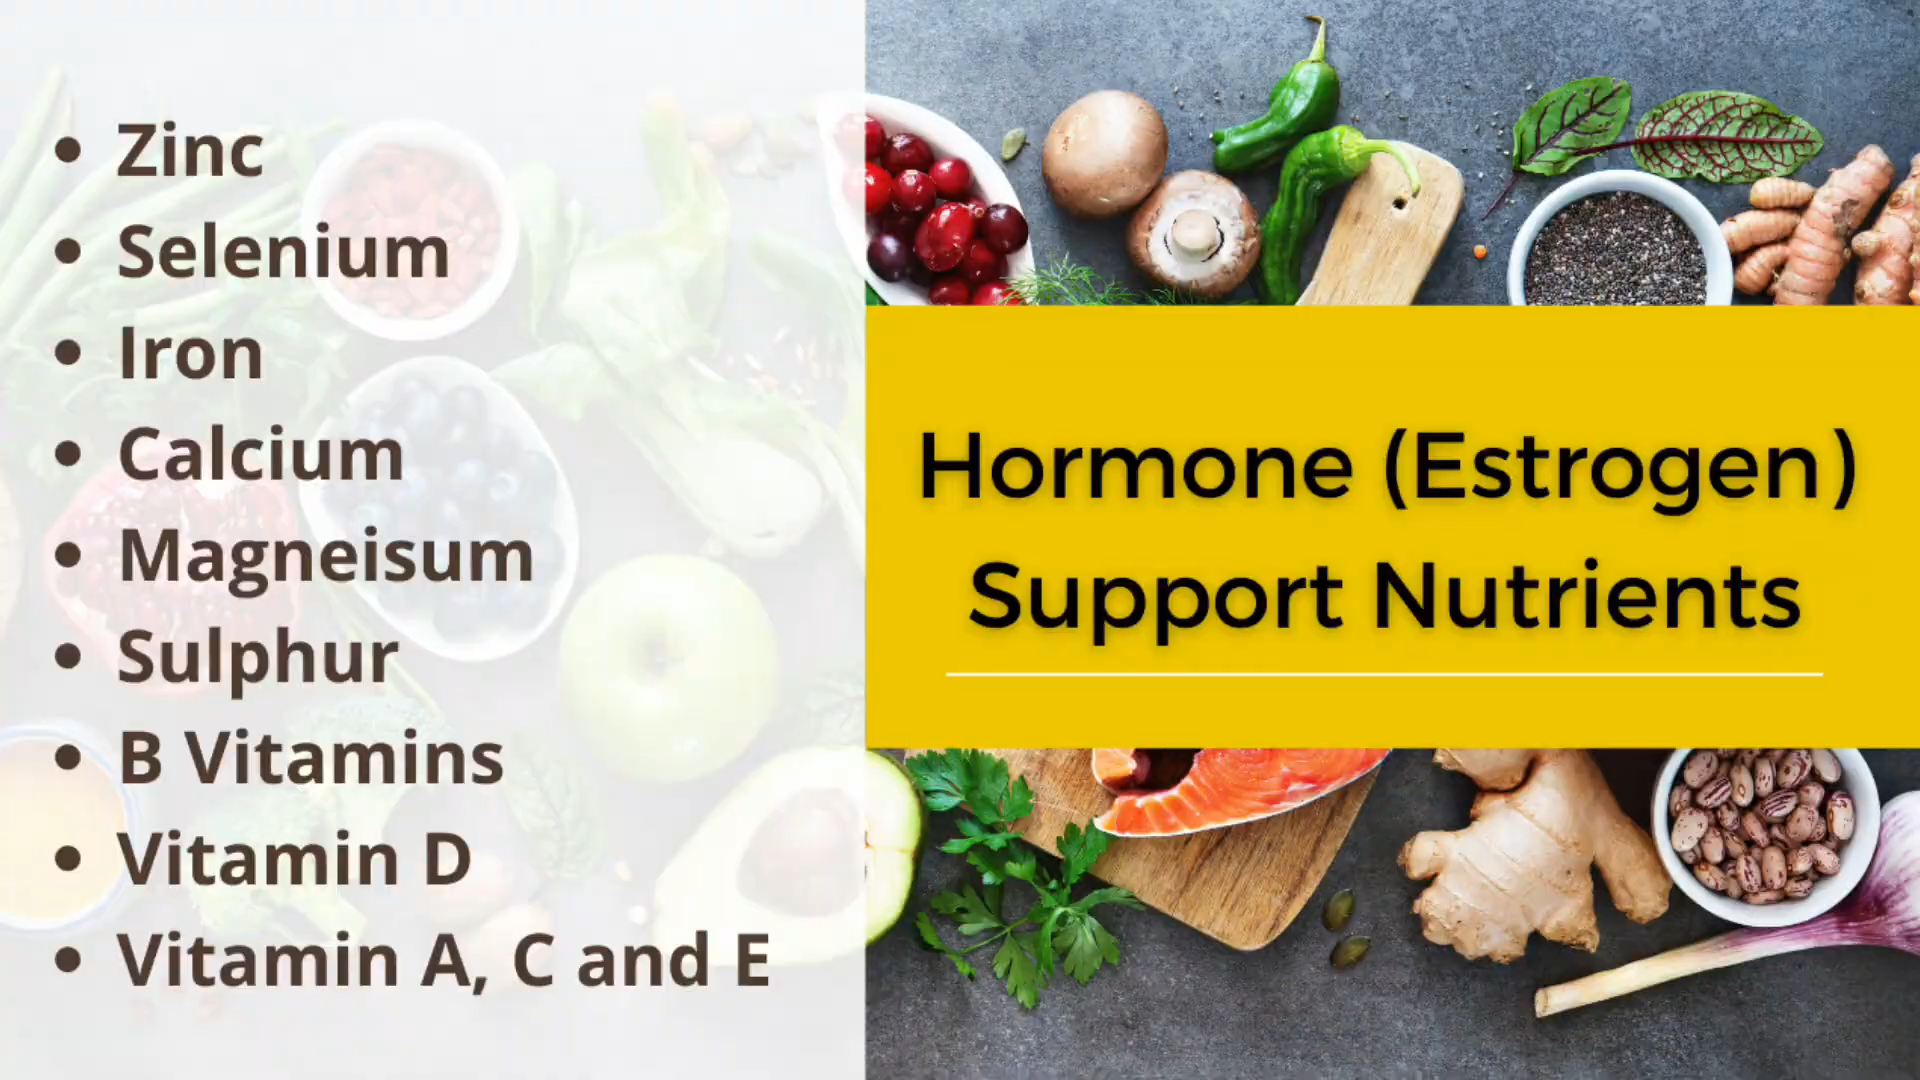 • Zinc
• Selenium
• Iron
• Calcium
• Magneisum
• Sulphur
• B Vitamins
• Vitamin D
• Vitamin A, C and E
Hormone (Estrogen)
Support Nutrients